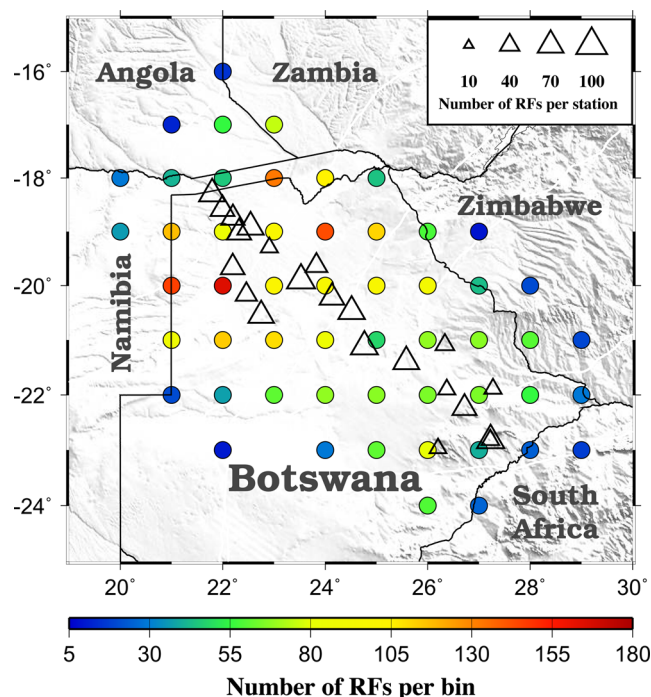 Angola
Zambia
10 40 70 100
Number of RFs per station
Zimbabwe
Namibia
Botswana
South
Africa
-16°
-18°
-20°
-22°
-24°
20° 22° 24° 26° 28° 30°
5 30 55 80 105 130 155 180
Number of RFs per bin